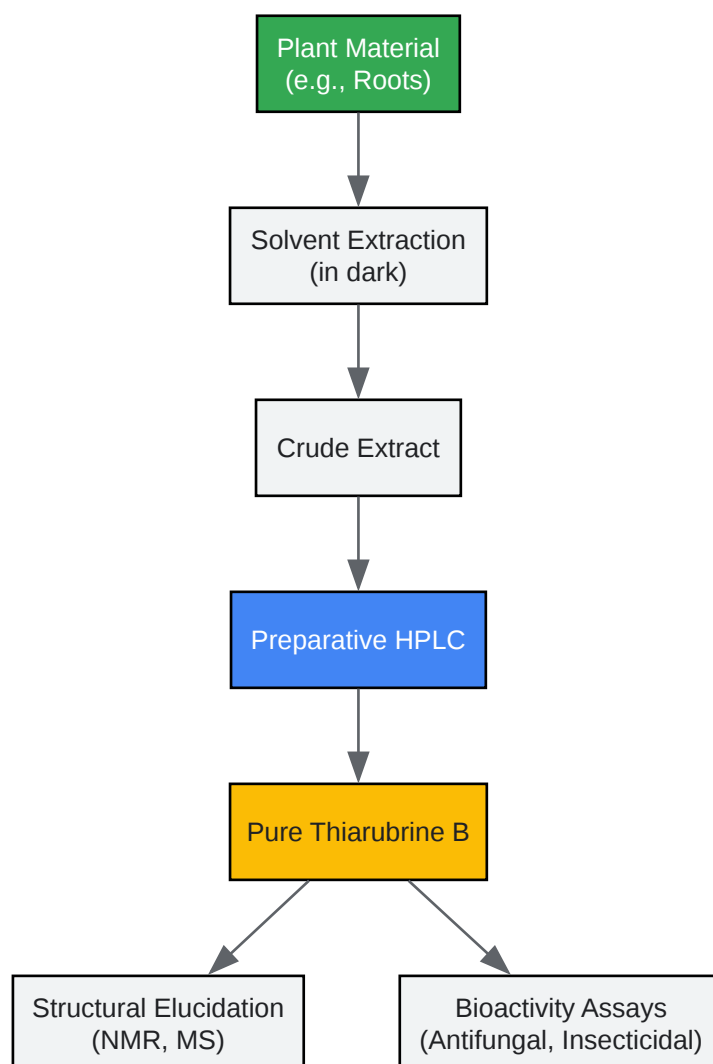 Plant Material
(e.g., Roots)
Solvent Extraction
(in dark)
Crude Extract
Preparative HPLC
Pure Thiarubrine B
Structural Elucidation
(NMR, MS)
Bioactivity Assays
(Antifungal, Insecticidal)